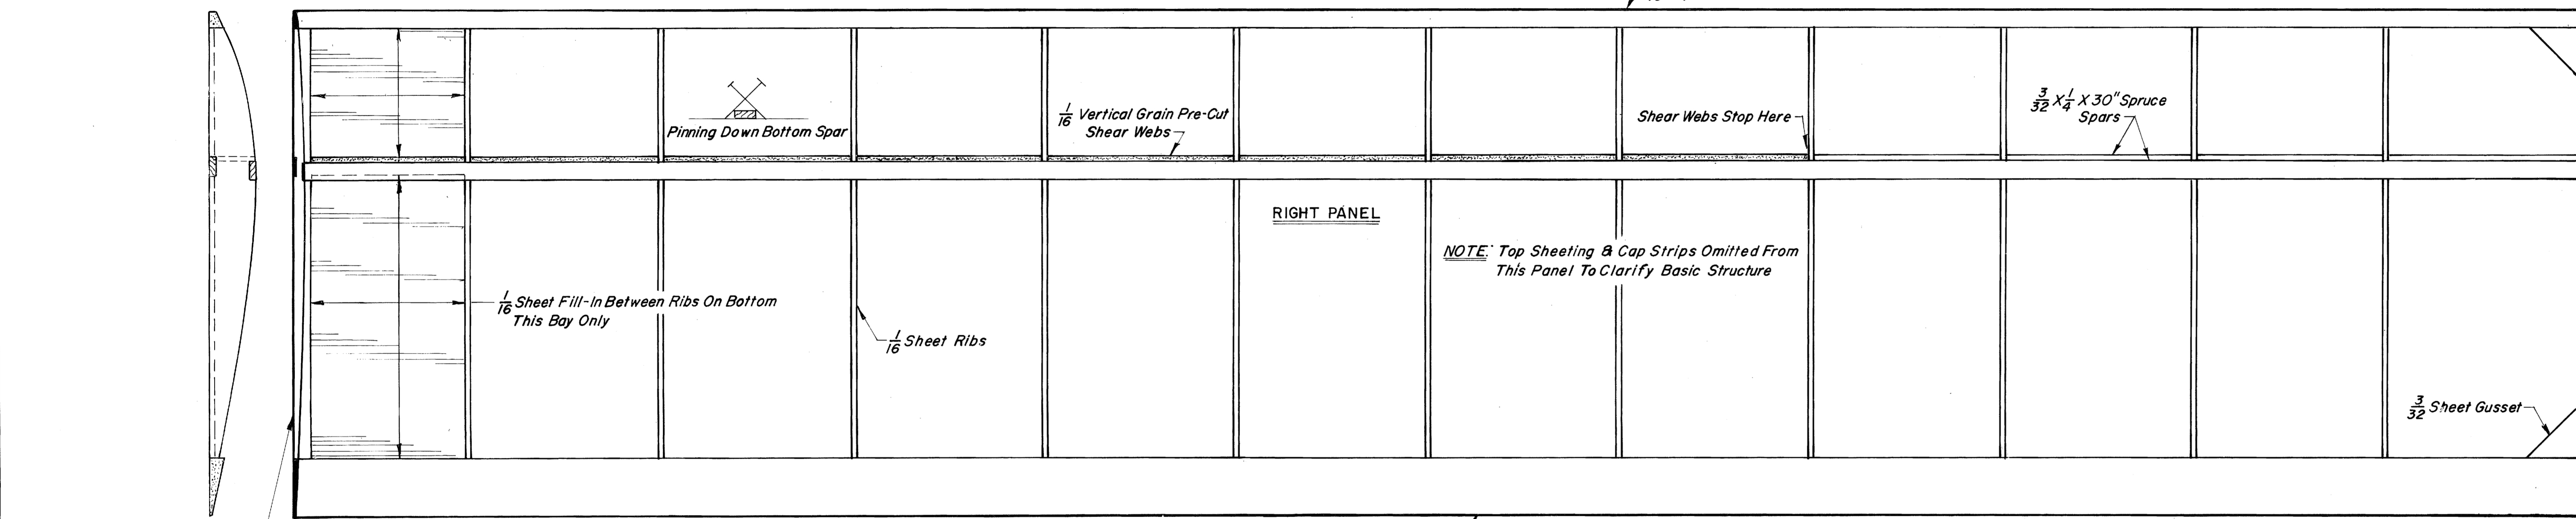 Pinning Down Bottom Spar
1/16 Vertical Grain Pre-Cut
Shear Webs
Shear Webs Stop Here
3/32 X 1/4 X 30" Spruce
Spars
RIGHT PANEL
NOTE: Top Sheeting & Cap Strips Omitted From
This Panel To Clarify Basic Structure
1/16 Sheet Fill-In Between Ribs On Bottom
This Bay Only
1/16 Sheet Ribs
3/32 Sheet Gusset